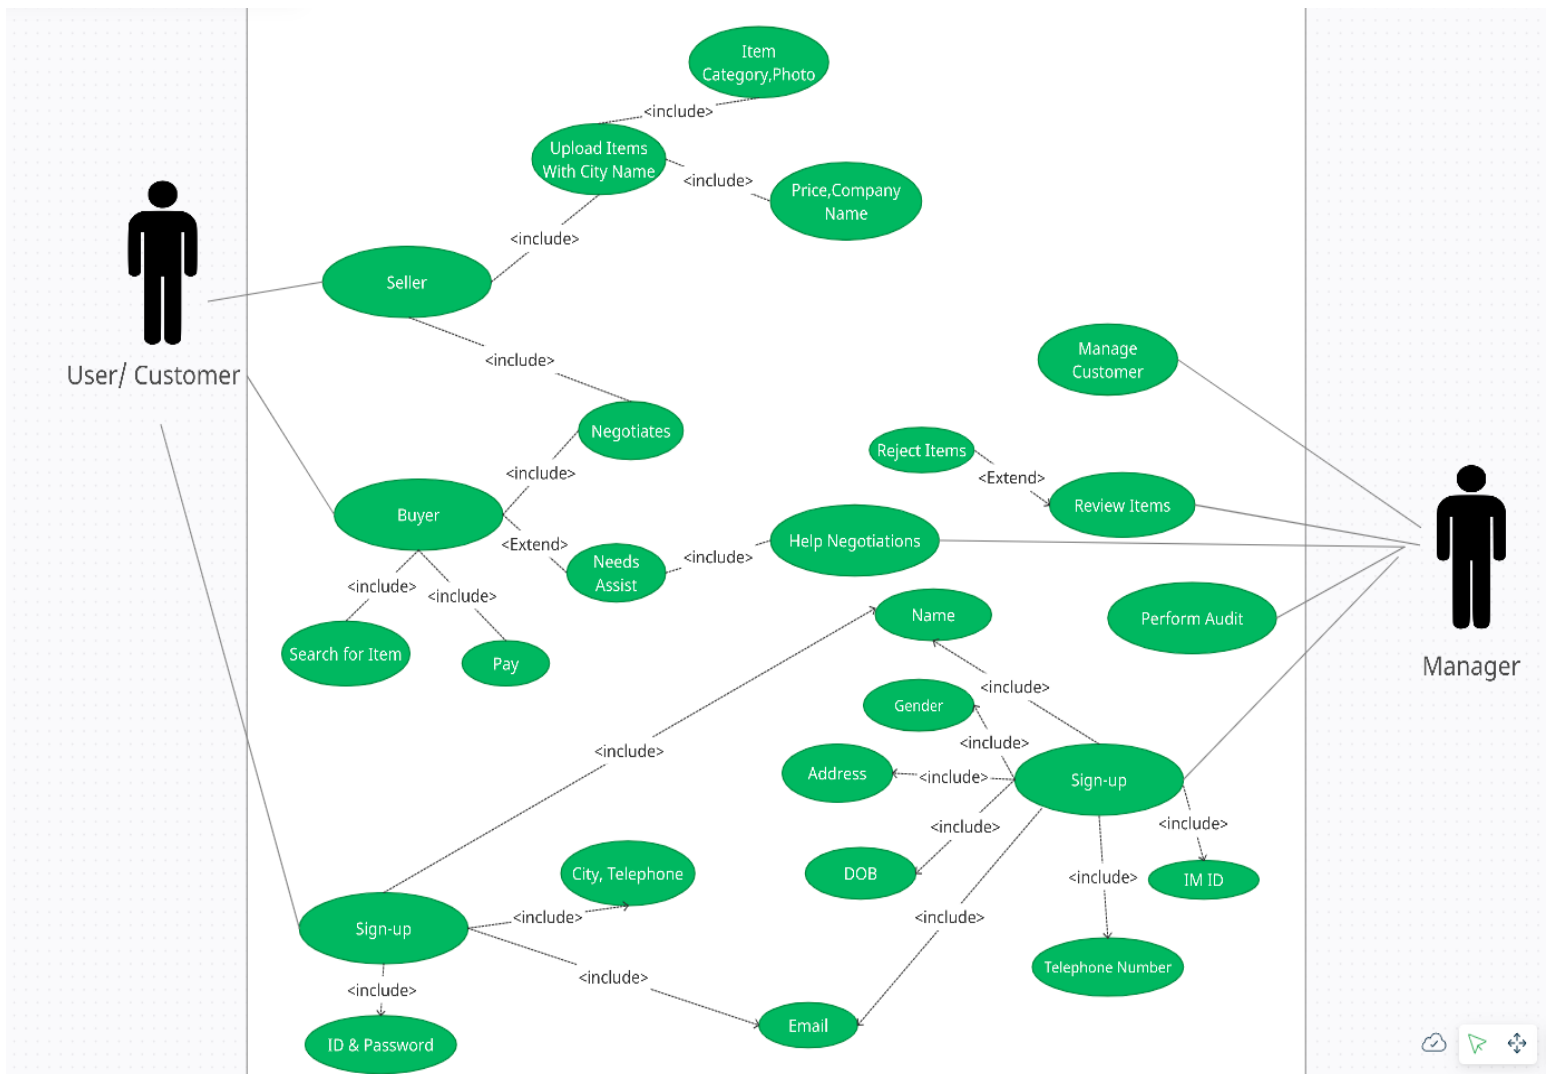 Item
Category,Photo
<include>
Upload Items
With City Name
<include>
Price,Company
Name
<include>
Seller
<include>
User/ Customer
Manage
Customer
Negotiates
Reject Items
<include>
<Extend>
Review Items
Buyer
<Extend>
Help Negotiations
<include>
Needs
Assist
<include>
<include>
Name
Perform Audit
Search for Item
Pay
Manager
<include>
Gender
<include>
<include>
Address
<include>
Sign-up
<include>
<include>
City, Telephone
DOB
<include>
IM ID
<include>
<include>
Sign-up
<include>
Telephone Number
<include>
Email
ID & Password